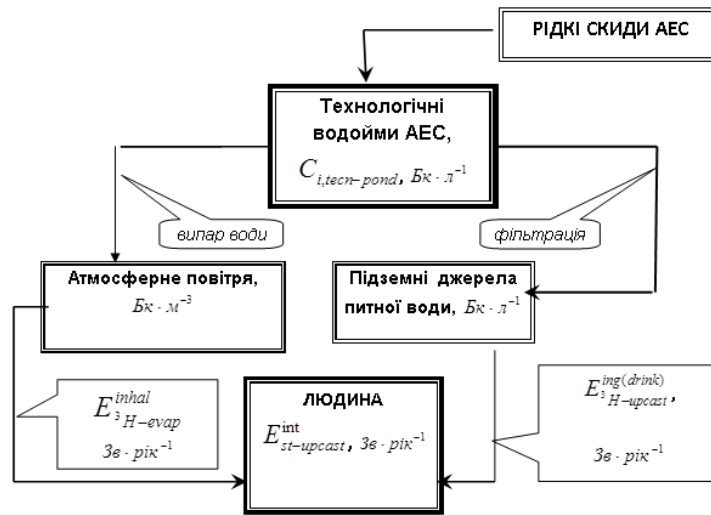 РІДКІ СКИДИ АЕС
Технологічні
водойми АЕС,
C_{i,tecn-pond}, Бк · л⁻¹
випар води
фільтрація
Атмосферне повітря,
Бк · м⁻³
Підземні джерела
питної води, Бк · л⁻¹
E^{inhal}_{³H-evap}
Зв · рік⁻¹
ЛЮДИНА
E^{int}_{st-upcast}, Зв · рік⁻¹
E^{ing(drink)}_{³H-upcast},
Зв · рік⁻¹